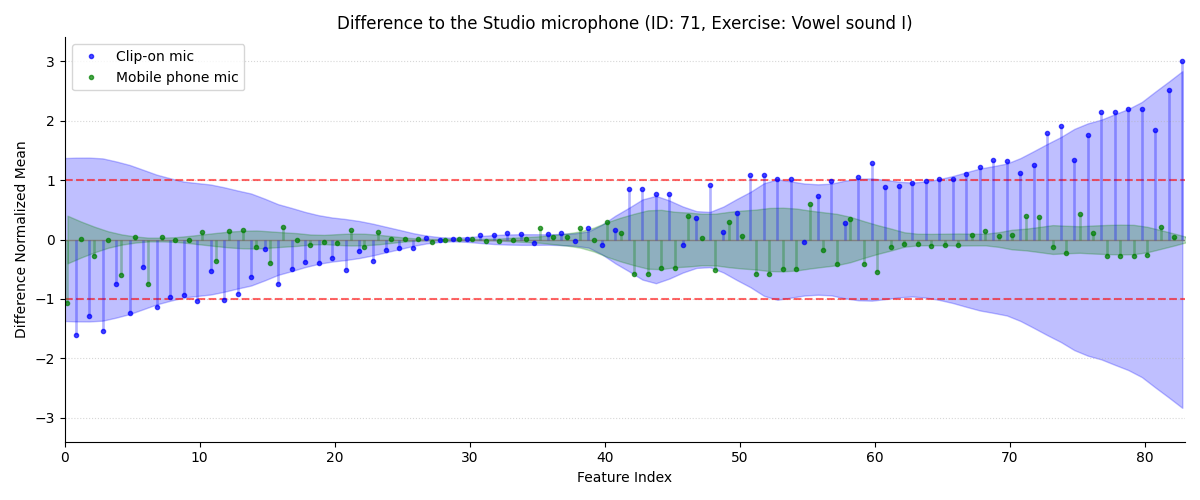 Difference to the Studio microphone (ID: 71, Exercise: Vowel sound I)
Clip-on mic
Mobile phone mic
Difference Normalized Mean
3
2
1
0
−1
−2
−3
0 10 20 30 40 50 60 70 80
Feature Index